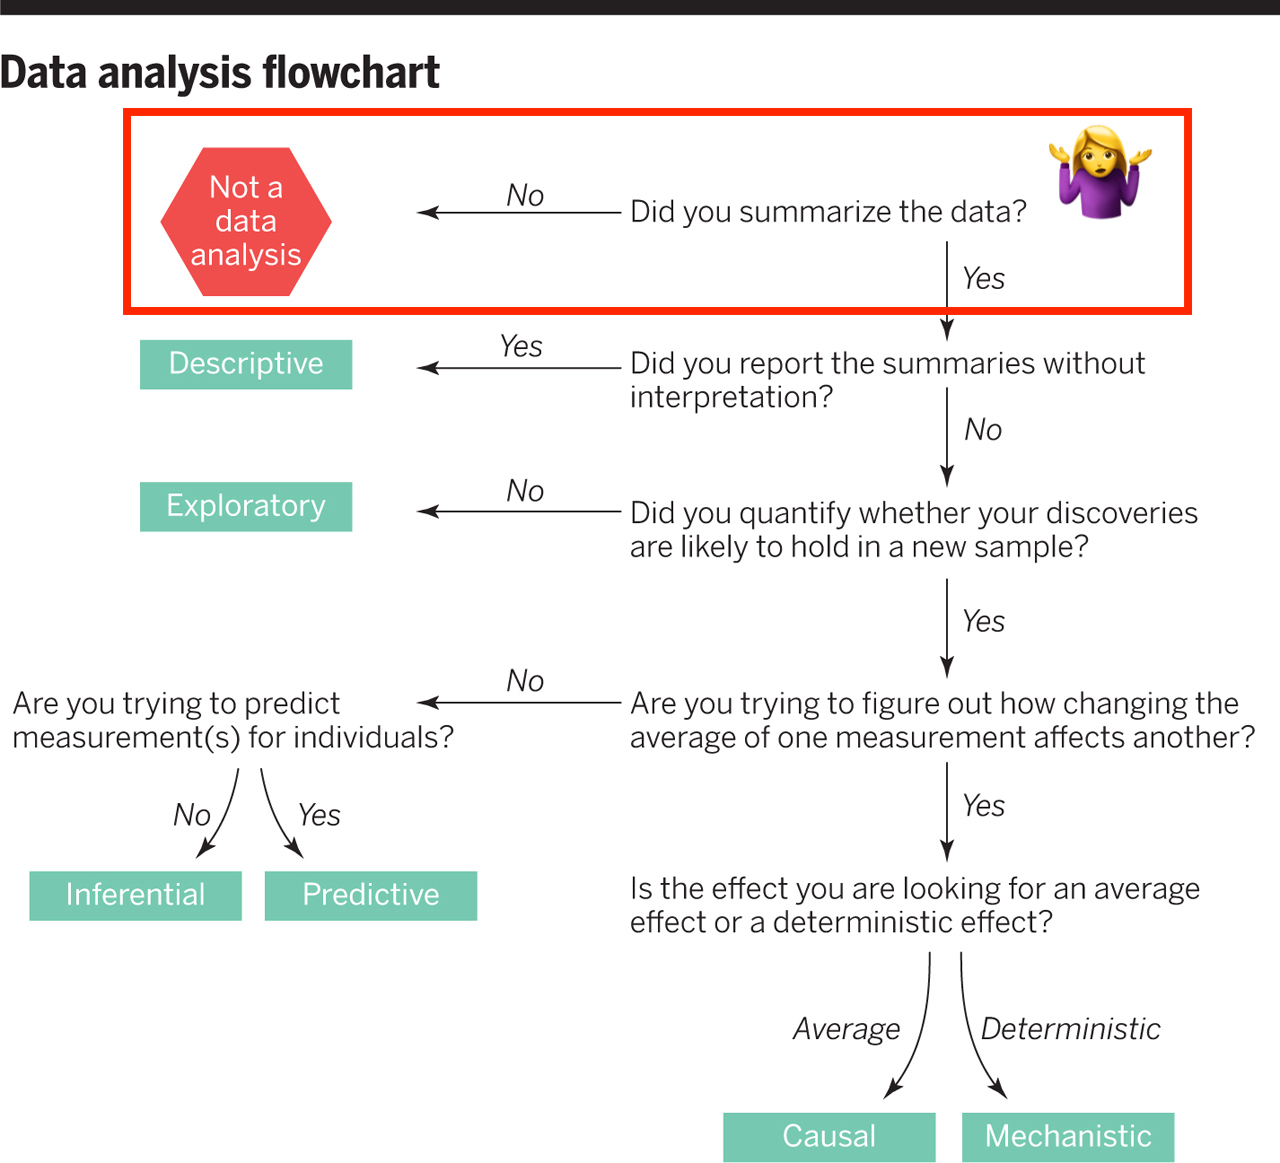 Data analysis flowchart
Not a
data
analysis
No
Did you summarize the data?
Yes
Descriptive
Yes
Did you report the summaries without
interpretation?
No
Exploratory
No
Did you quantify whether your discoveries
are likely to hold in a new sample?
Yes
Are you trying to predict
measurement(s) for individuals?
No
Are you trying to figure out how changing the
average of one measurement affects another?
No
Yes
Yes
Inferential
Predictive
Is the effect you are looking for an average
effect or a deterministic effect?
Average
Deterministic
Causal
Mechanistic